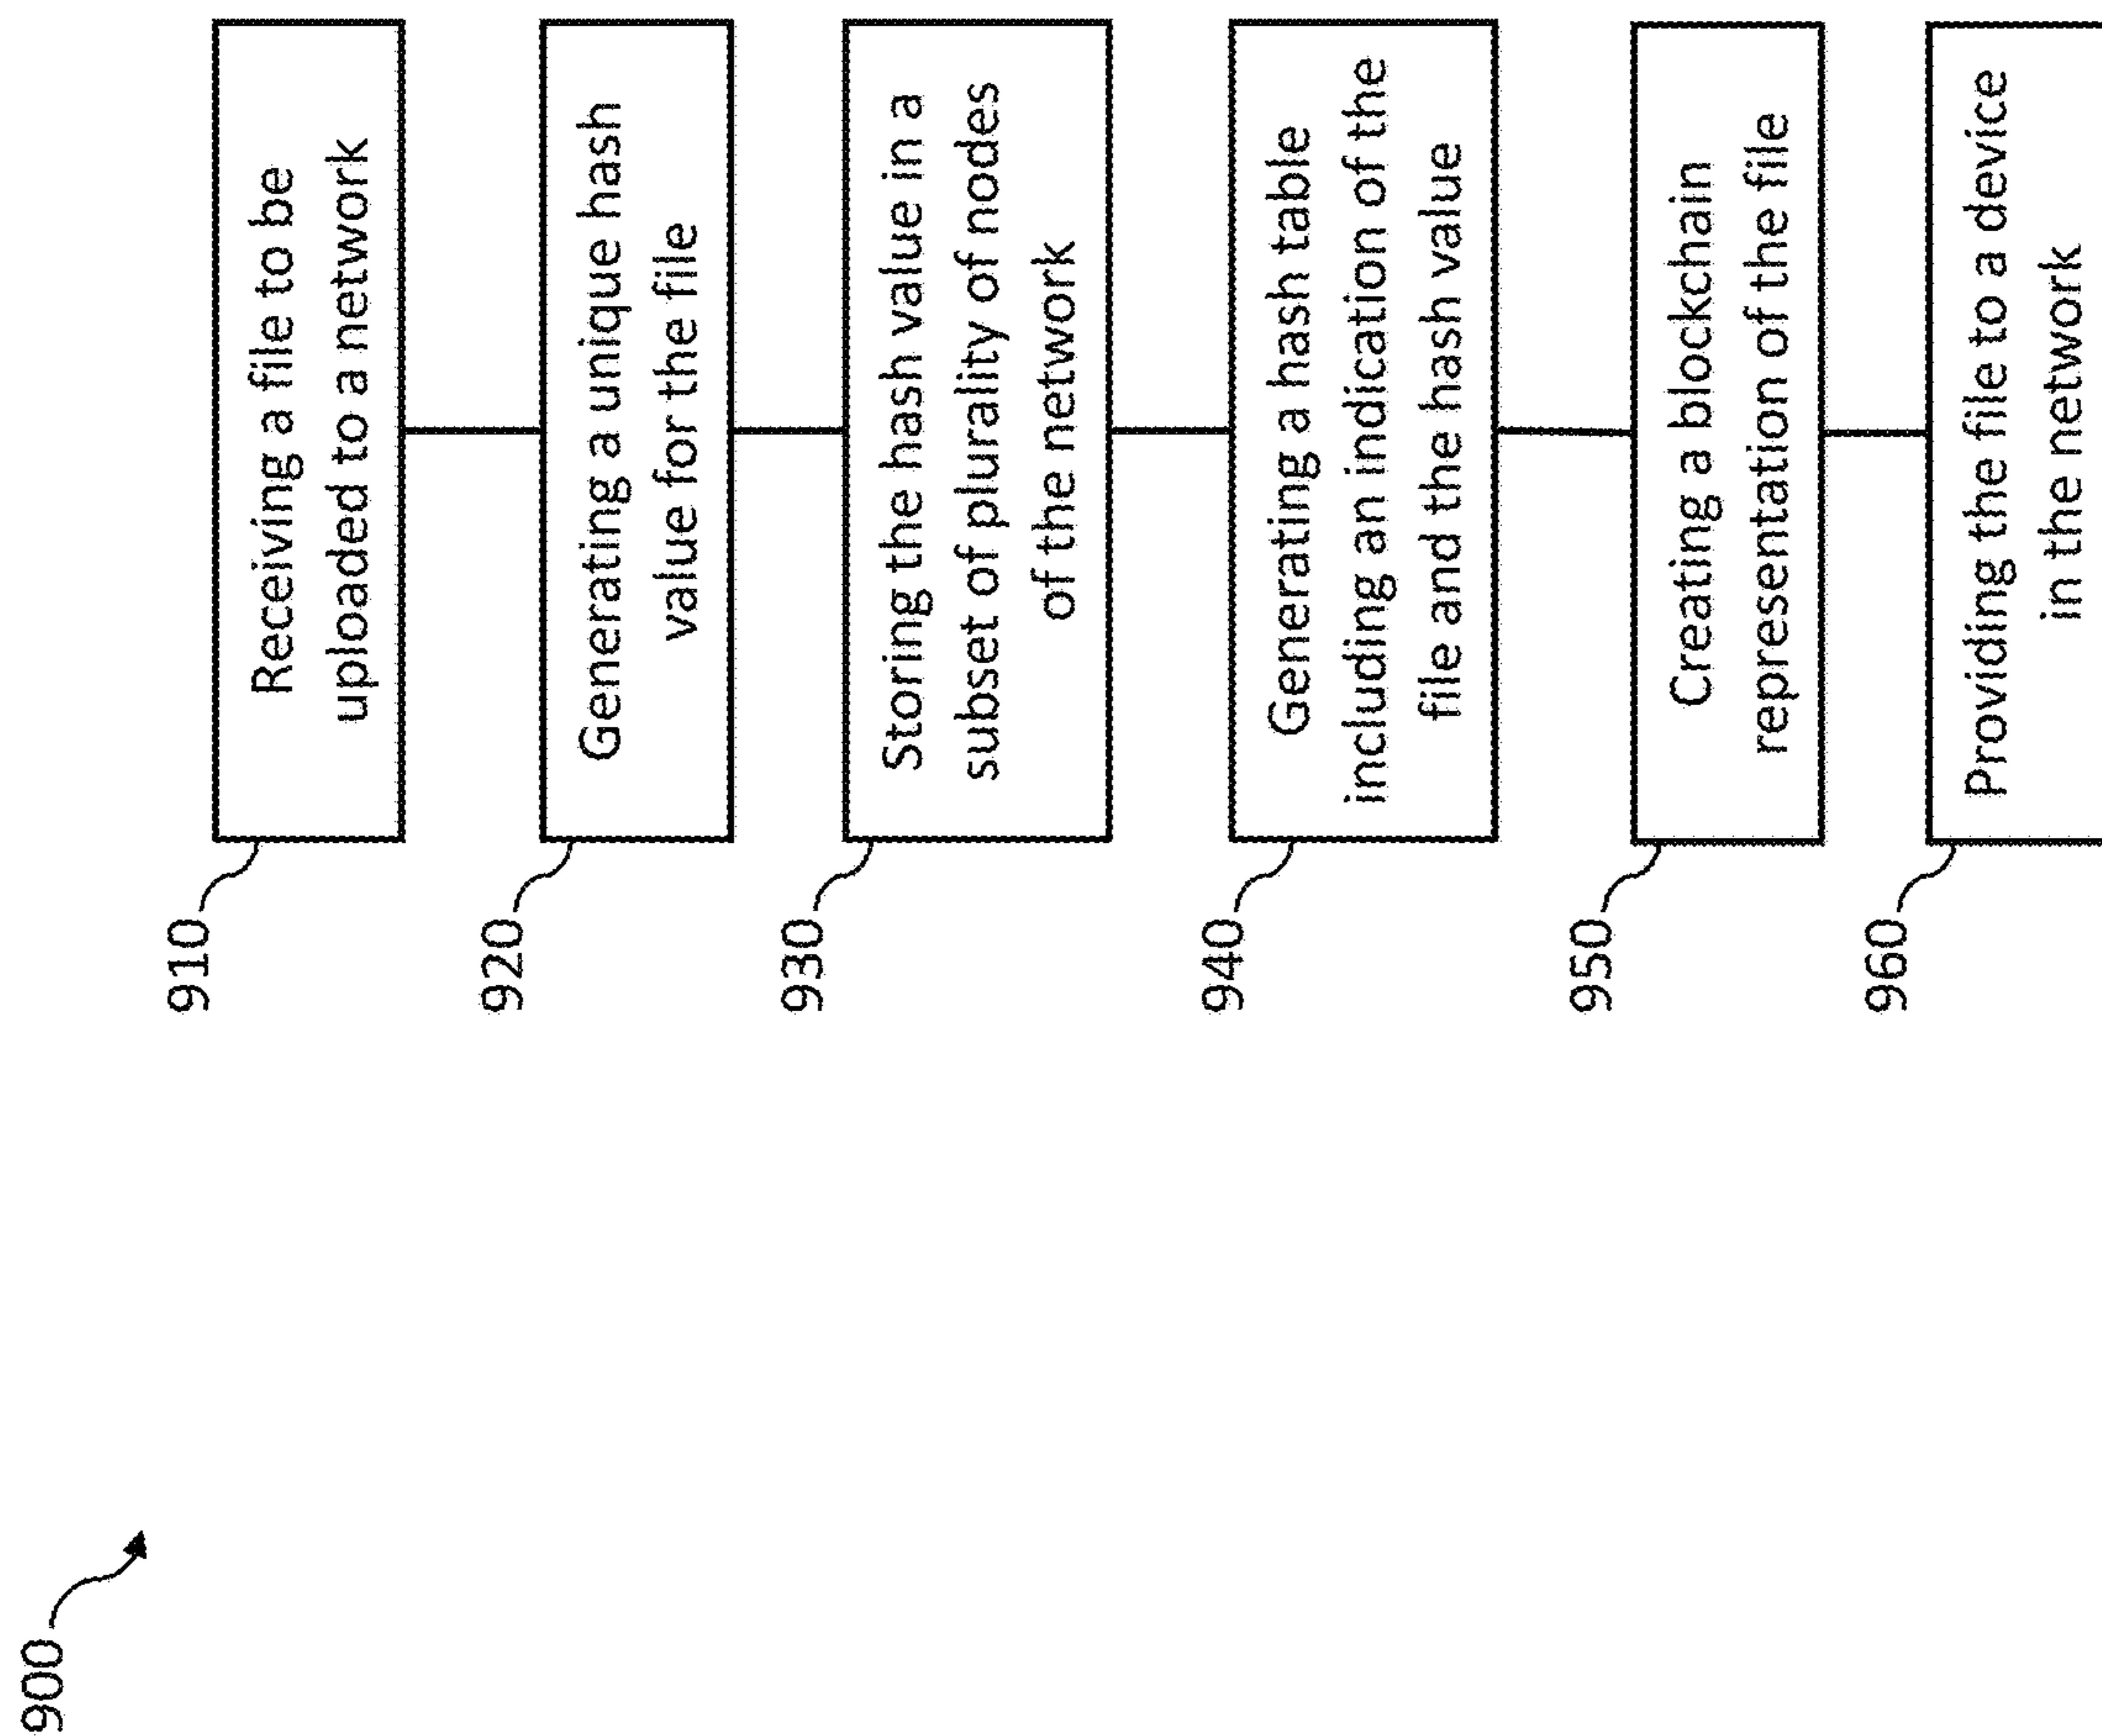 900
910
Receiving a file to be
uploaded to a network
920
Generating a unique hash
value for the file
930
Storing the hash value in a
subset of plurality of nodes
of the network
940
Generating a hash table
including an indication of the
file and the hash value
950
Creating a blockchain
representation of the file
960
Providing the file to a device
in the network